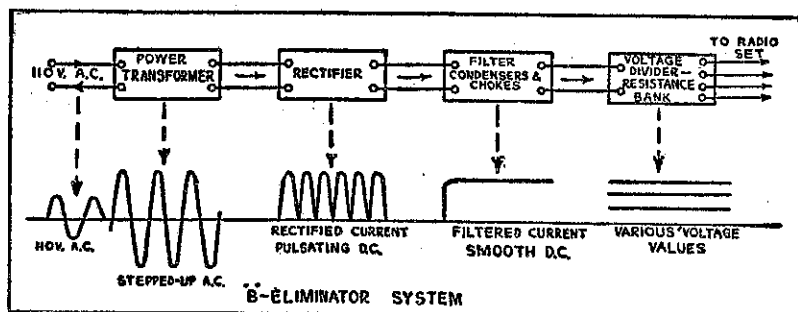 110V. A.C.
POWER
TRANSFORMER
RECTIFIER
FILTER
CONDENSERS &
CHOKES
VOLTAGE
DIVIDER—
RESISTANCE
BANK
TO RADIO
SET
110V. A.C.
STEPPED-UP A.C.
RECTIFIED CURRENT
PULSATING D.C.
FILTERED CURRENT
SMOOTH D.C.
VARIOUS VOLTAGE
VALUES
"B"-ELIMINATOR SYSTEM